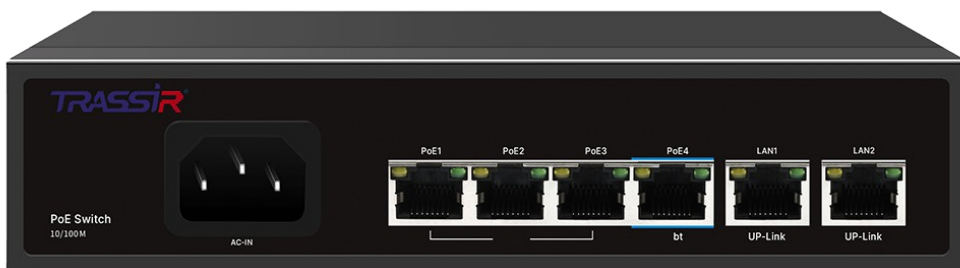 TRASSIR
PoE1 PoE2 PoE3 PoE4 LAN1 LAN2
PoE Switch
10/100M
AC-IN
bt UP-Link UP-Link